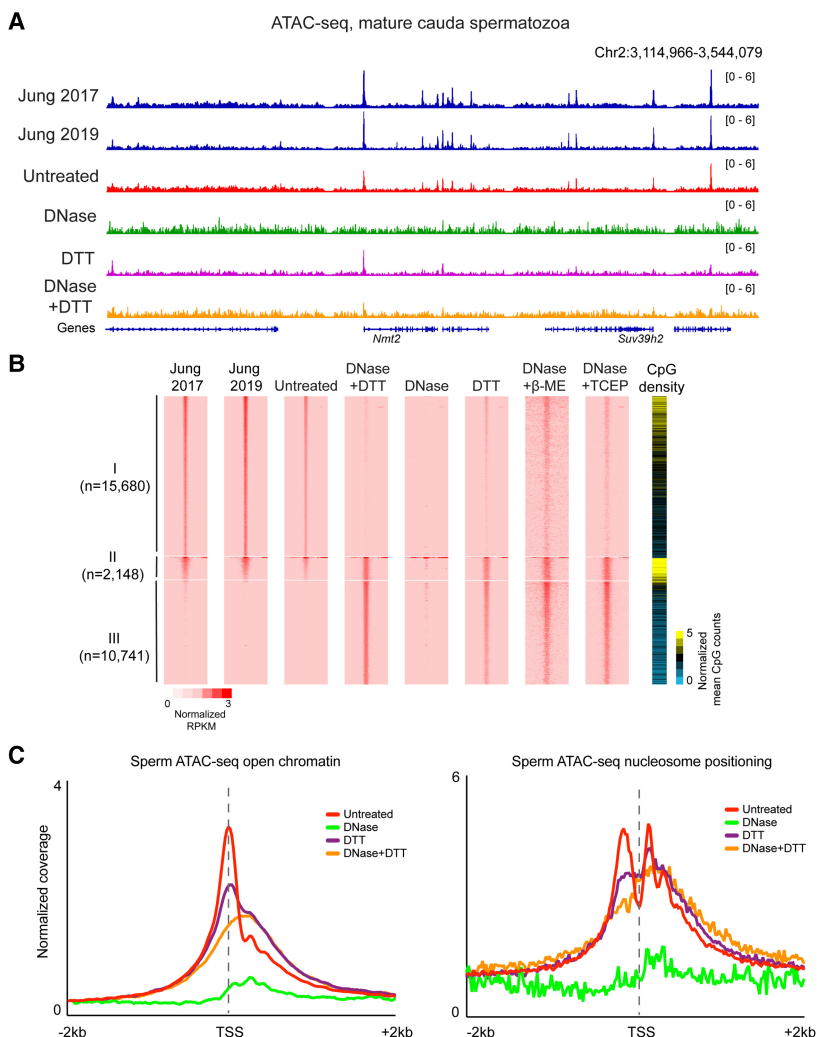 A
ATAC-seq, mature cauda spermatozoa
Chr2:3,114,966-3,544,079
Jung 2017
[0 - 6]
Jung 2019
[0 - 6]
Untreated
[0 - 6]
DNase
[0 - 6]
DTT
[0 - 6]
DNase
+DTT
[0 - 6]
Genes
Nmt2
Suv39h2
B
Jung
2017
Jung
2019
Untreated
DNase
+DTT
DNase
DTT
DNase
+β-ME
DNase
+TCEP
CpG
density
I
(n=15,680)
II
(n=2,148)
III
(n=10,741)
0
3
Normalized
RPKM
5
0
Normalized
mean CpG counts
C
Sperm ATAC-seq open chromatin
4
2
0
Normalized coverage
Untreated
DNase
DTT
DNase+DTT
-2kb
TSS
+2kb
Sperm ATAC-seq nucleosome positioning
6
3
0
Untreated
DNase
DTT
DNase+DTT
-2kb
TSS
+2kb